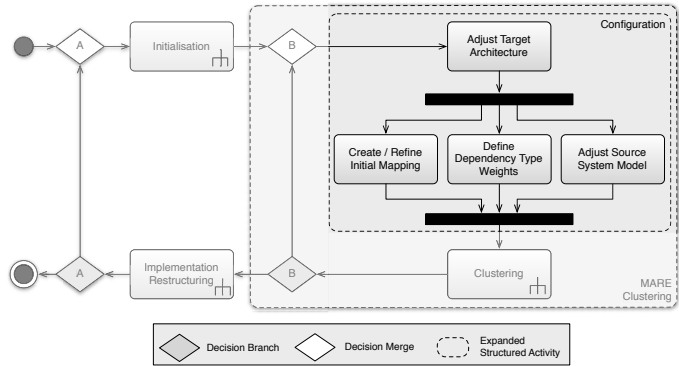 Configuration
A
Initialisation
B
Adjust Target
Architecture
Create / Refine
Initial Mapping
Define
Dependency Type
Weights
Adjust Source
System Model
A
Implementation
Restructuring
B
Clustering
MARE
Clustering
Decision Branch
Decision Merge
Expanded
Structured Activity